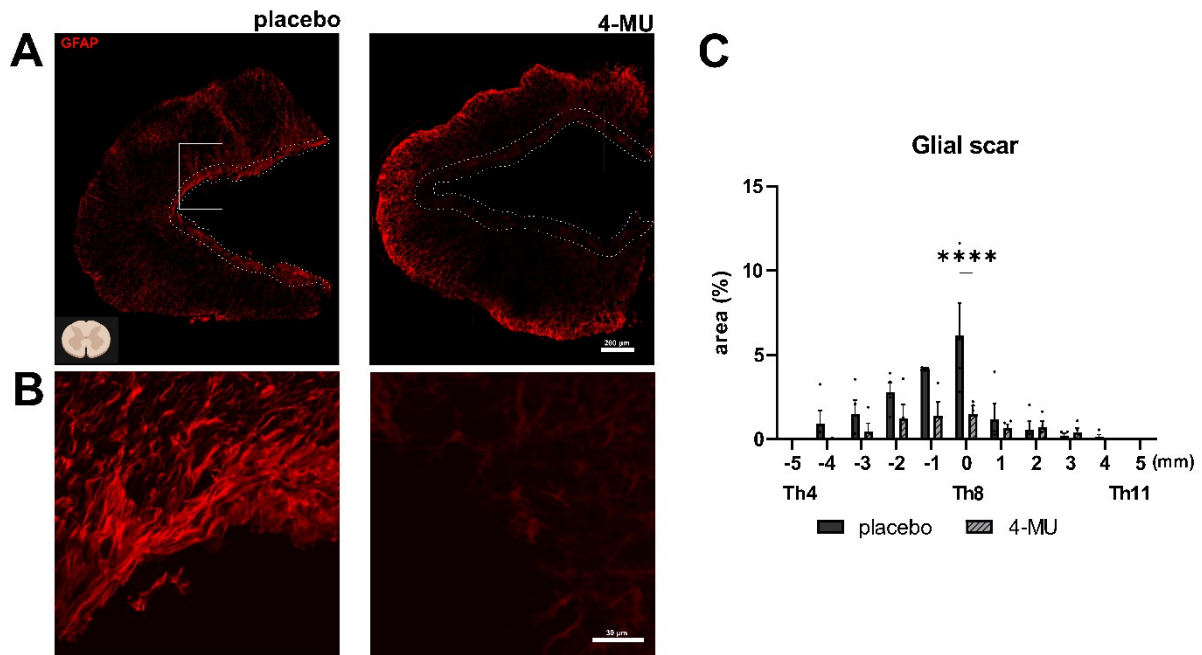 placebo
4-MU
A
GFAP
200 µm
B
30 µm
C
Glial scar
****
area (%)
15
10
5
0
-5 -4 -3 -2 -1 0 1 2 3 4 5 (mm)
Th4 Th8 Th11
placebo 4-MU